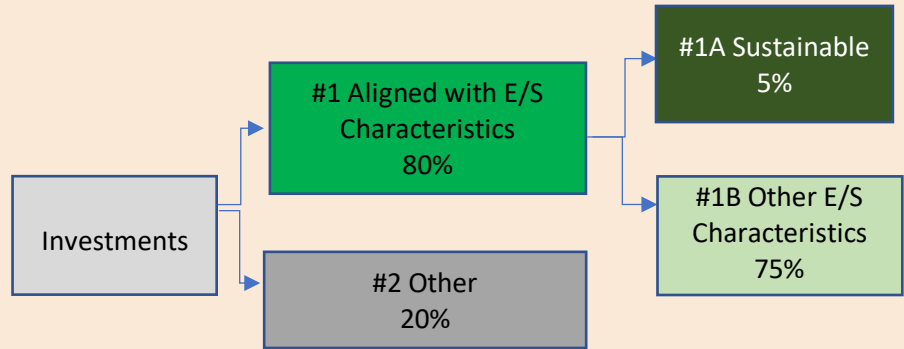 Investments
#1 Aligned with E/S
Characteristics
80%
#2 Other
20%
#1A Sustainable
5%
#1B Other E/S
Characteristics
75%